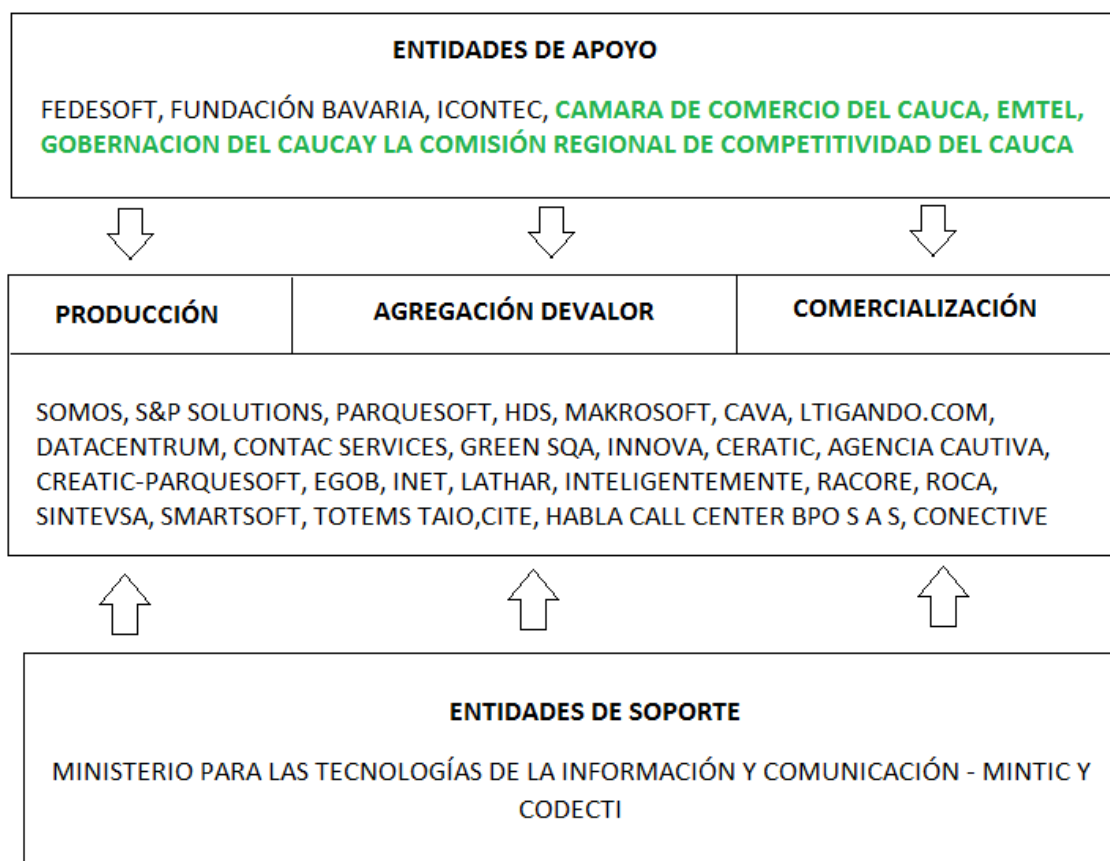 ENTIDADES DE APOYO
FEDESOFT, FUNDACIÓN BAVARIA, ICONTEC, CAMARA DE COMERCIO DEL CAUCA, EMTEL,
GOBERNACION DEL CAUCAY LA COMISIÓN REGIONAL DE COMPETITIVIDAD DEL CAUCA
PRODUCCIÓN
AGREGACIÓN DEVALOR
COMERCIALIZACIÓN
SOMOS, S&P SOLUTIONS, PARQUESOFT, HDS, MAKROSOFT, CAVA, LTIGANDO.COM,
DATACENTRUM, CONTAC SERVICES, GREEN SQA, INNOVA, CERATIC, AGENCIA CAUTIVA,
CREATIC-PARQUESOFT, EGOB, INET, LATHAR, INTELIGENTEMENTE, RACORE, ROCA,
SINTEVSA, SMARTSOFT, TOTEMS TAIO,CITE, HABLA CALL CENTER BPO S A S, CONECTIVE
ENTIDADES DE SOPORTE
MINISTERIO PARA LAS TECNOLOGÍAS DE LA INFORMACIÓN Y COMUNICACIÓN - MINTIC Y
CODECTI